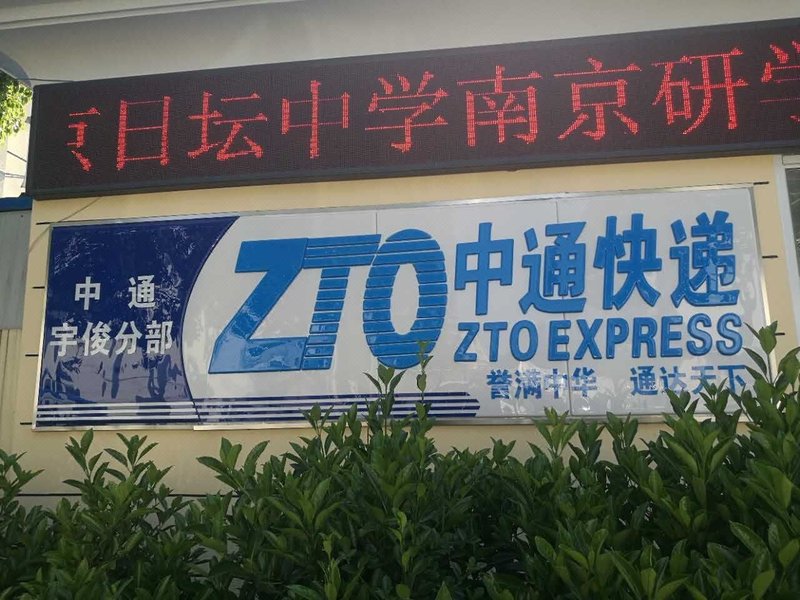 日坛中学南京研学
中通
宇俊分部
ZTO
中通快递
ZTO EXPRESS
誉满中华 通达天下